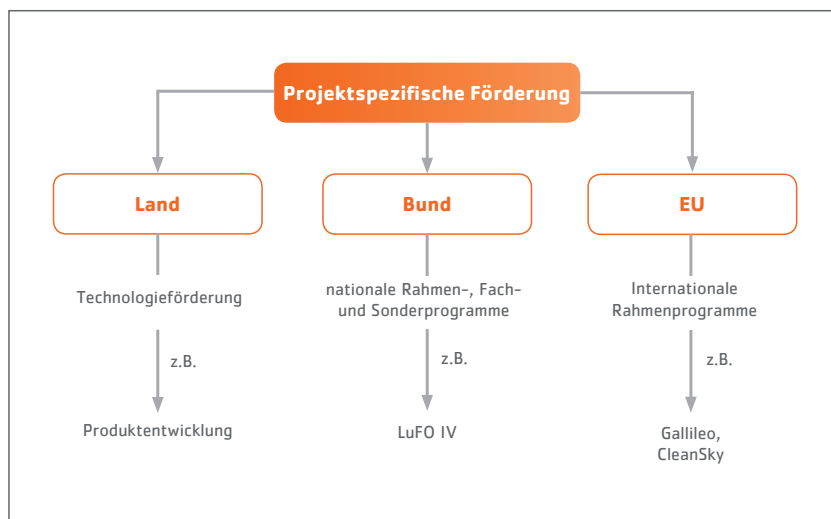 Projektspezifische Förderung
Land
Bund
EU
Technologieförderung
nationale Rahmen-, Fach-
und Sonderprogramme
Internationale
Rahmenprogramme
z.B.
z.B.
z.B.
Produktentwicklung
LuFO IV
Gallileo,
CleanSky